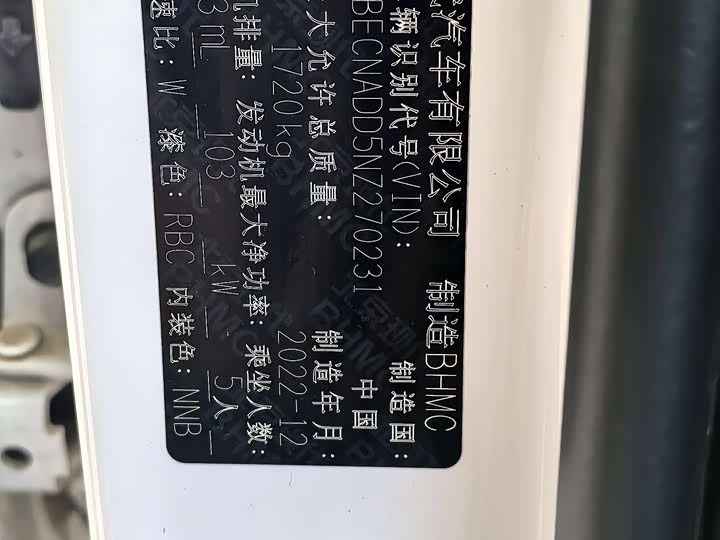 汽车有限公司 制造BHMC
辆识别代号(VIN): 制造国:
BECNADD5NZ270231 中国
大允许总质量: 制造年月:
1720kg 2022-12
机排量: 发动机最大净功率: 乘坐人数:
3mL 103 kW 5人
速比: W 漆色: RBC 内装色: NNB